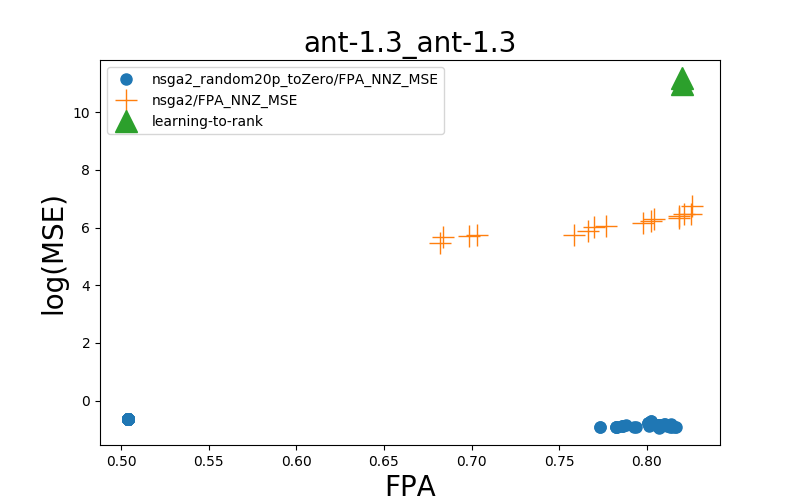 ant-1.3_ant-1.3
nsga2_random20p_toZero/FPA_NNZ_MSE
nsga2/FPA_NNZ_MSE
learning-to-rank
log(MSE)
10
8
6
4
2
0
0.50 0.55 0.60 0.65 0.70 0.75 0.80
FPA